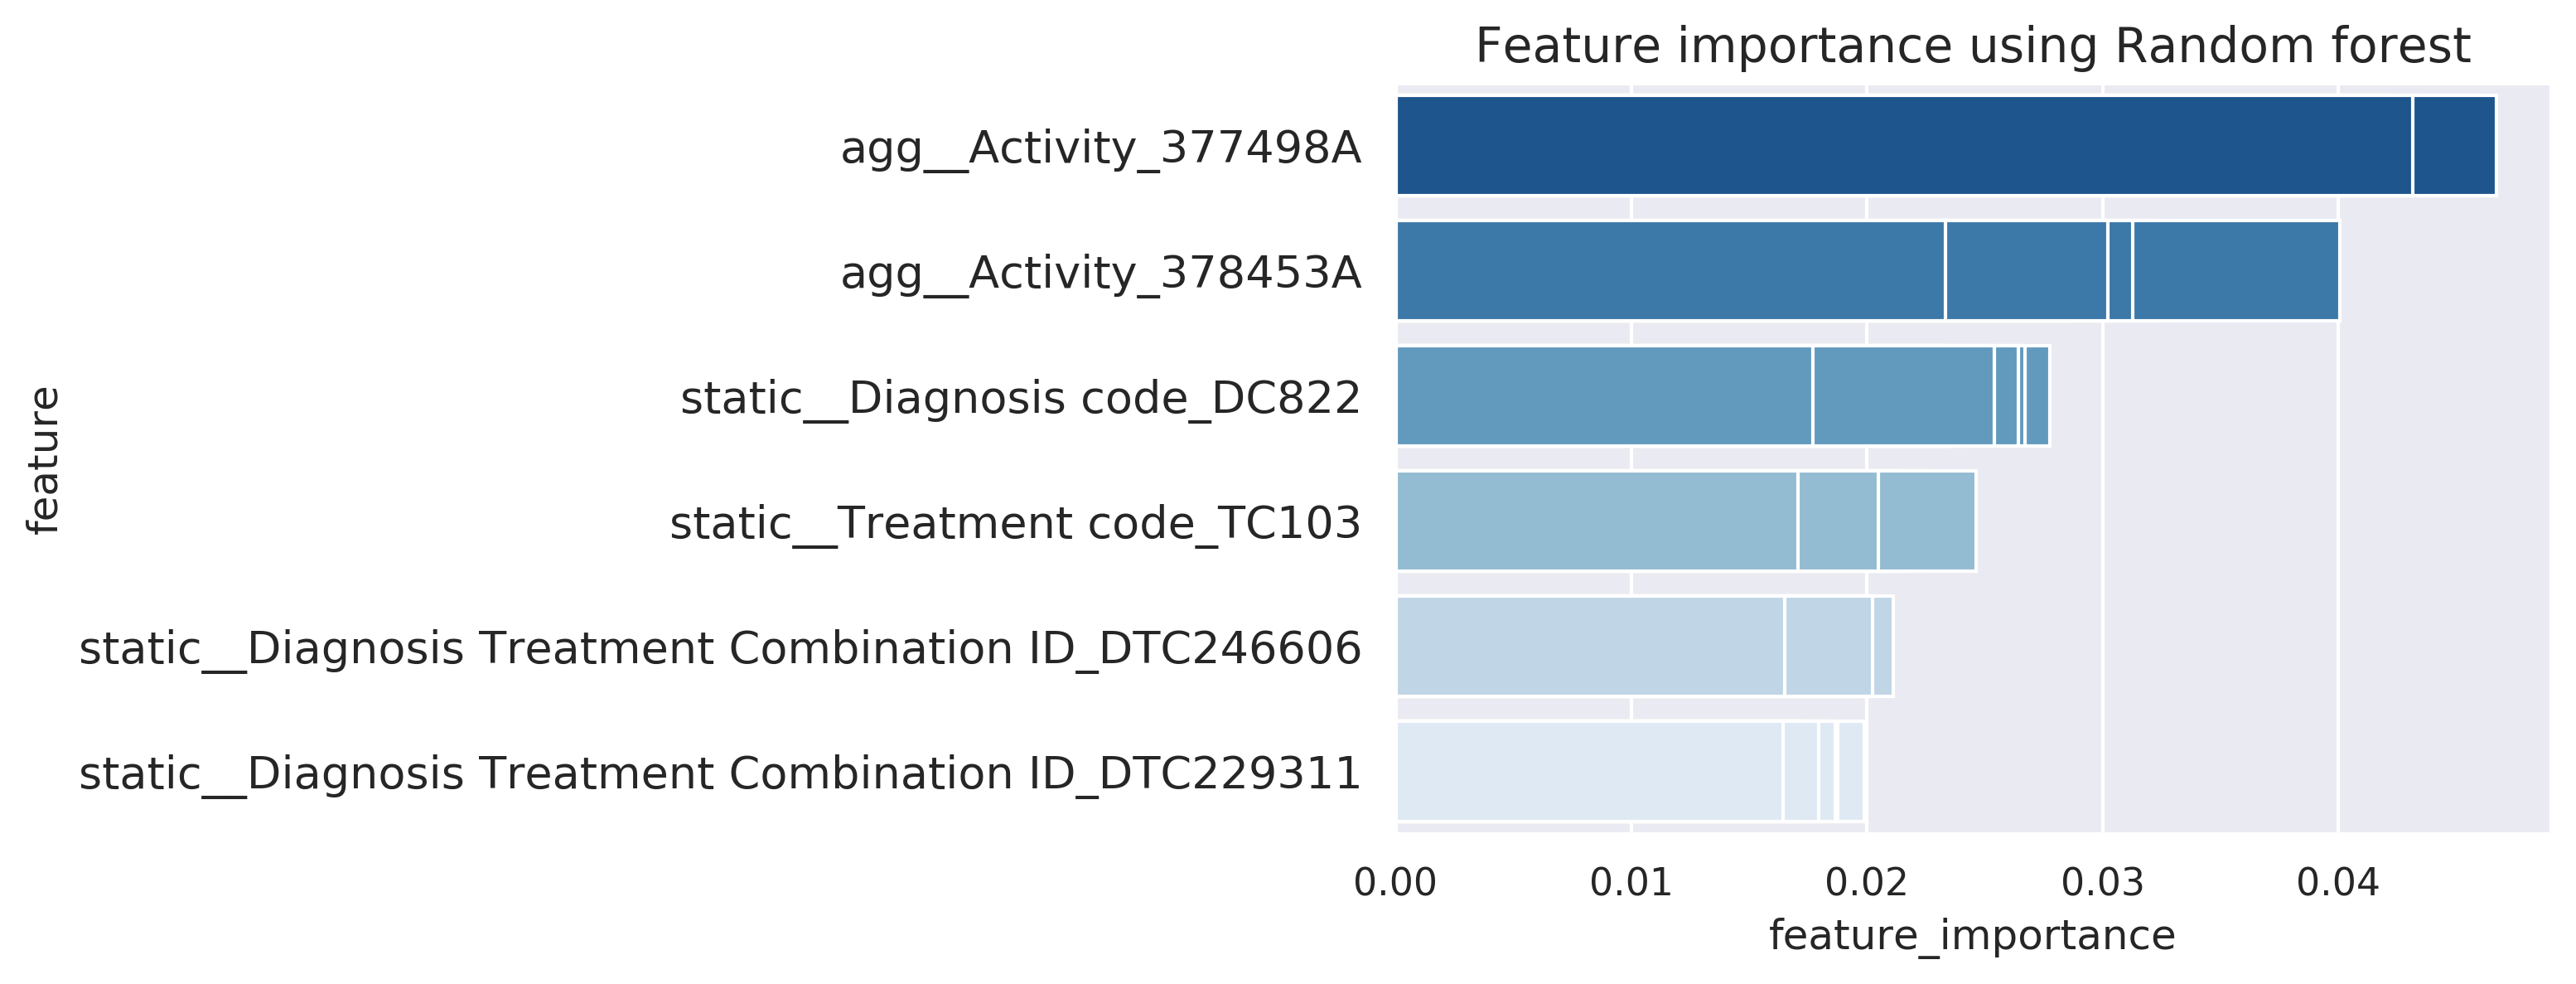 Feature importance using Random forest
agg__Activity_377498A
agg__Activity_378453A
static__Diagnosis code_DC822
static__Treatment code_TC103
static__Diagnosis Treatment Combination ID_DTC246606
static__Diagnosis Treatment Combination ID_DTC229311
feature
0.00 0.01 0.02 0.03 0.04
feature_importance